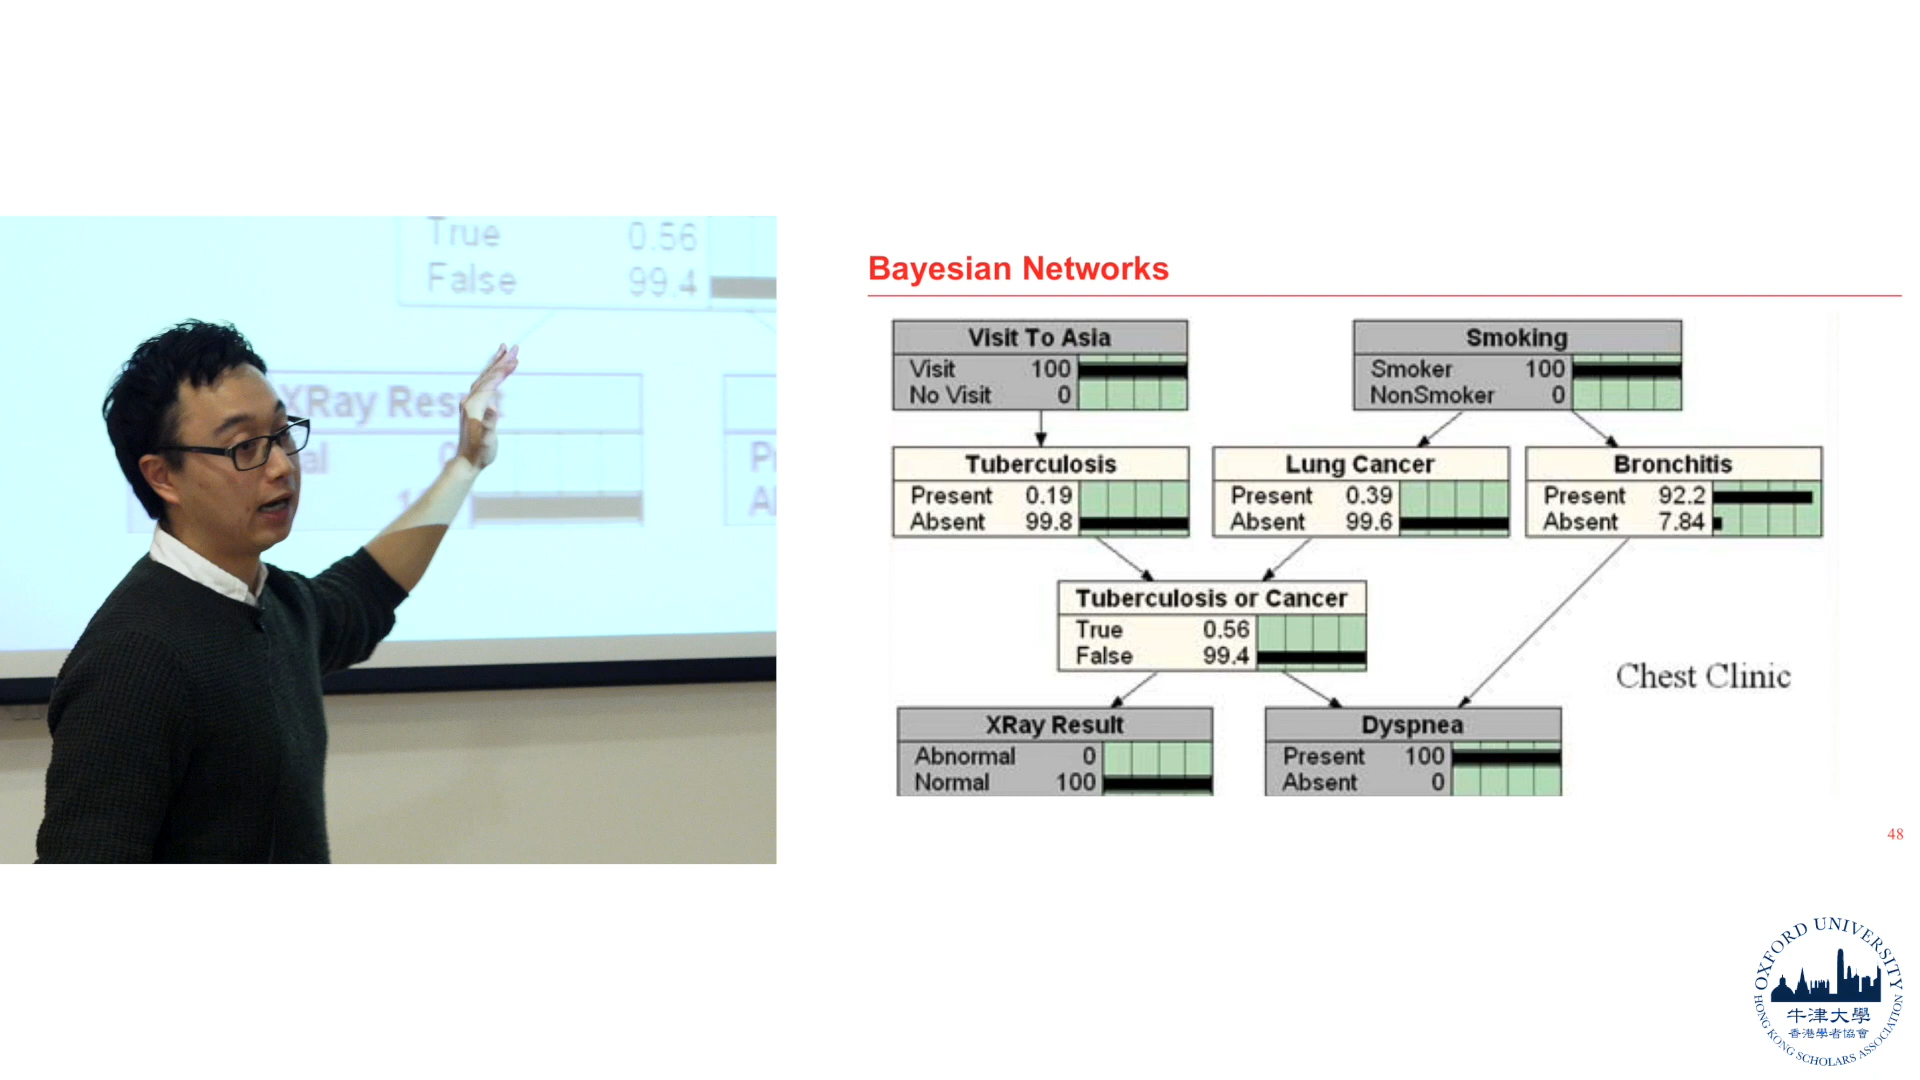 True 0.56
False 99.4
XRay Res t
al 0
1
P
A
Bayesian Networks
Visit To Asia
Visit 100
No Visit 0
Smoking
Smoker 100
NonSmoker 0
Tuberculosis
Present 0.19
Absent 99.8
Lung Cancer
Present 0.39
Absent 99.6
Bronchitis
Present 92.2
Absent 7.84
Tuberculosis or Cancer
True 0.56
False 99.4
Chest Clinic
XRay Result
Abnormal 0
Normal 100
Dyspnea
Present 100
Absent 0
48
OXFORD UNIVERSITY
牛津大學
香港學者協會
HONG KONG SCHOLARS ASSOCIATION